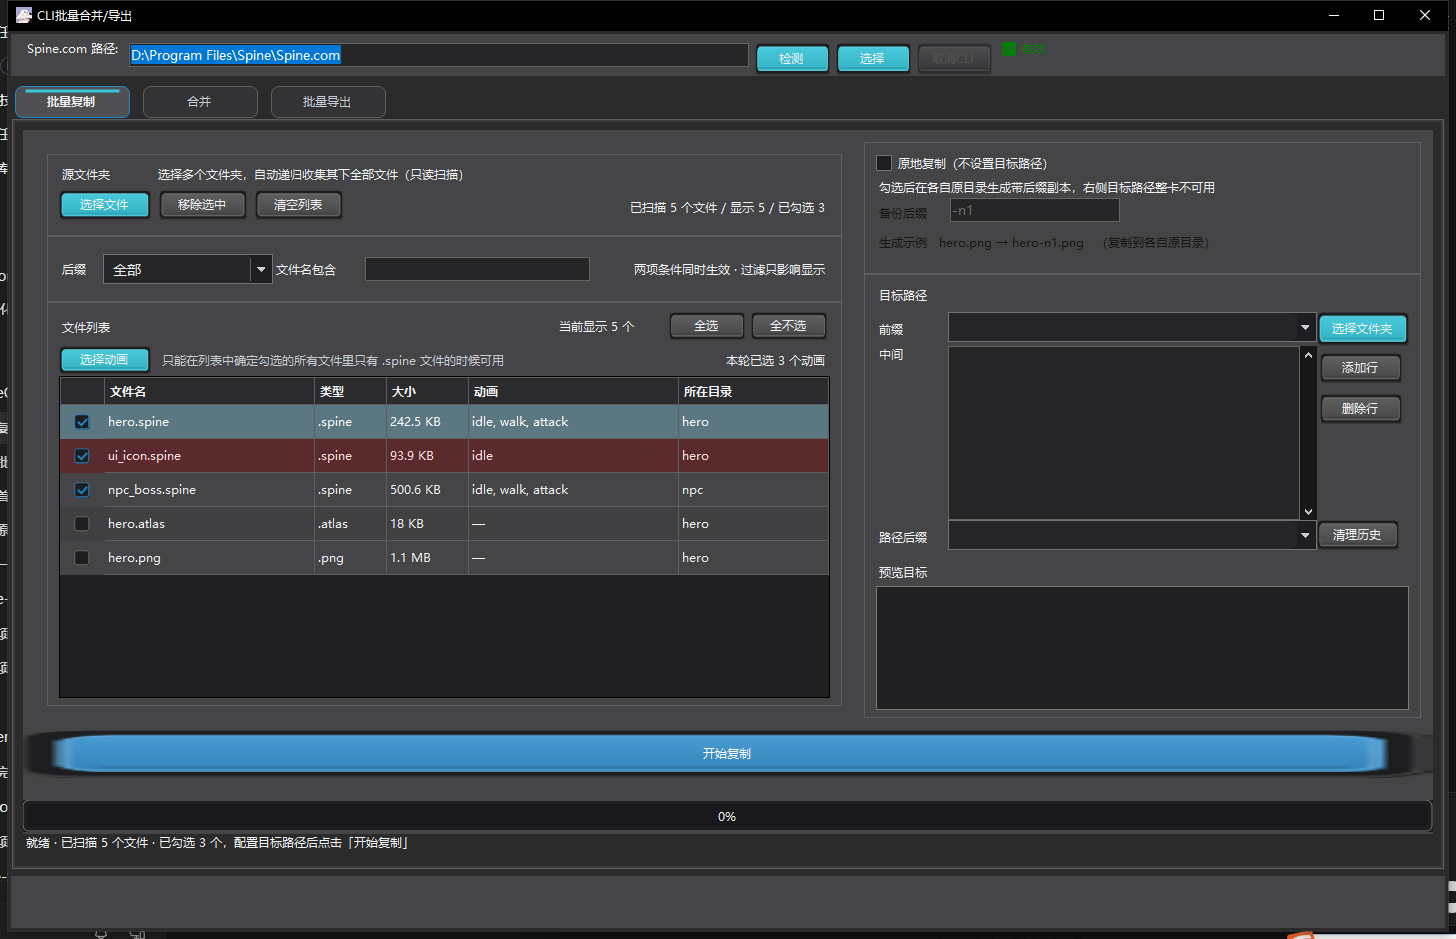 CLI批量合并/导出
Spine.com 路径: D:\Program Files\Spine\Spine.com 检测 选择 取消CLI 有效
批量复制 合并 批量导出
源文件夹 选择多个文件夹，自动递归收集其下全部文件（只读扫描）
选择文件 移除选中 清空列表 已扫描 5 个文件 / 显示 5 / 已勾选 3
后缀 全部 文件名包含 两项条件同时生效 · 过滤只影响显示
文件列表 当前显示 5 个 全选 全不选
选择动画 只能在列表中确定勾选的所有文件里只有 .spine 文件的时候可用 本轮已选 3 个动画
文件名 类型 大小 动画 所在目录
hero.spine .spine 242.5 KB idle, walk, attack hero
ui_icon.spine .spine 93.9 KB idle hero
npc_boss.spine .spine 500.6 KB idle, walk, attack npc
hero.atlas .atlas 18 KB — hero
hero.png .png 1.1 MB — hero
原地复制（不设置目标路径）
勾选后在各自原目录生成带后缀副本，右侧目标路径整卡不可用
备份后缀 -n1
生成示例 hero.png → hero-n1.png （复制到各自原目录）
目标路径
前缀 选择文件夹
中间 添加行
删除行
路径后缀 清理历史
预览目标
开始复制
0%
就绪 · 已扫描 5 个文件 · 已勾选 3 个，配置目标路径后点击「开始复制」